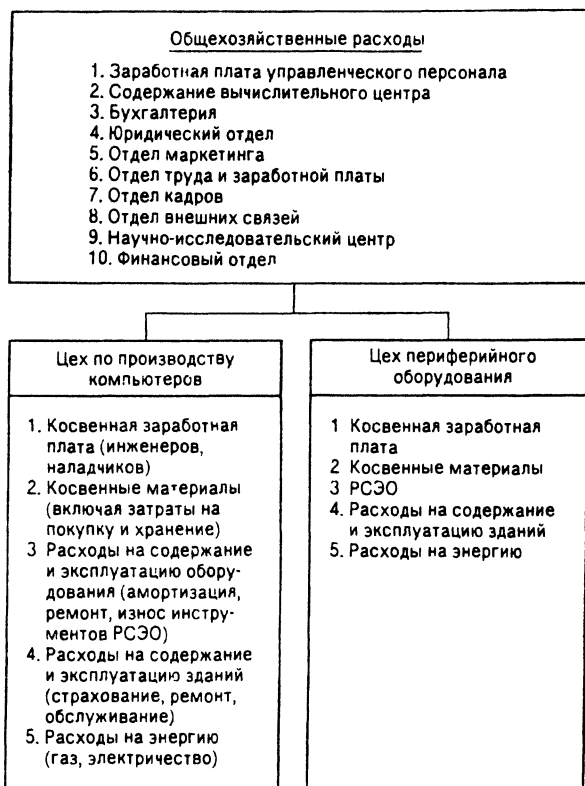 Общехозяйственные расходы
1. Заработная плата управленческого персонала
2. Содержание вычислительного центра
3. Бухгалтерия
4. Юридический отдел
5. Отдел маркетинга
6. Отдел труда и заработной платы
7. Отдел кадров
8. Отдел внешних связей
9. Научно-исследовательский центр
10. Финансовый отдел
Цех по производству
компьютеров
1. Косвенная заработная
плата (инженеров,
наладчиков)
2. Косвенные материалы
(включая затраты на
покупку и хранение)
3 Расходы на содержание
и эксплуатацию обору-
дования (амортизация,
ремонт, износ инстру-
ментов РСЭО)
4. Расходы на содержание
и эксплуатацию зданий
(страхование, ремонт,
обслуживание)
5. Расходы на энергию
(газ, электричество)
Цех периферийного
оборудования
1 Косвенная заработная
плата
2 Косвенные материалы
3 РСЭО
4. Расходы на содержание
и эксплуатацию зданий
5. Расходы на энергию